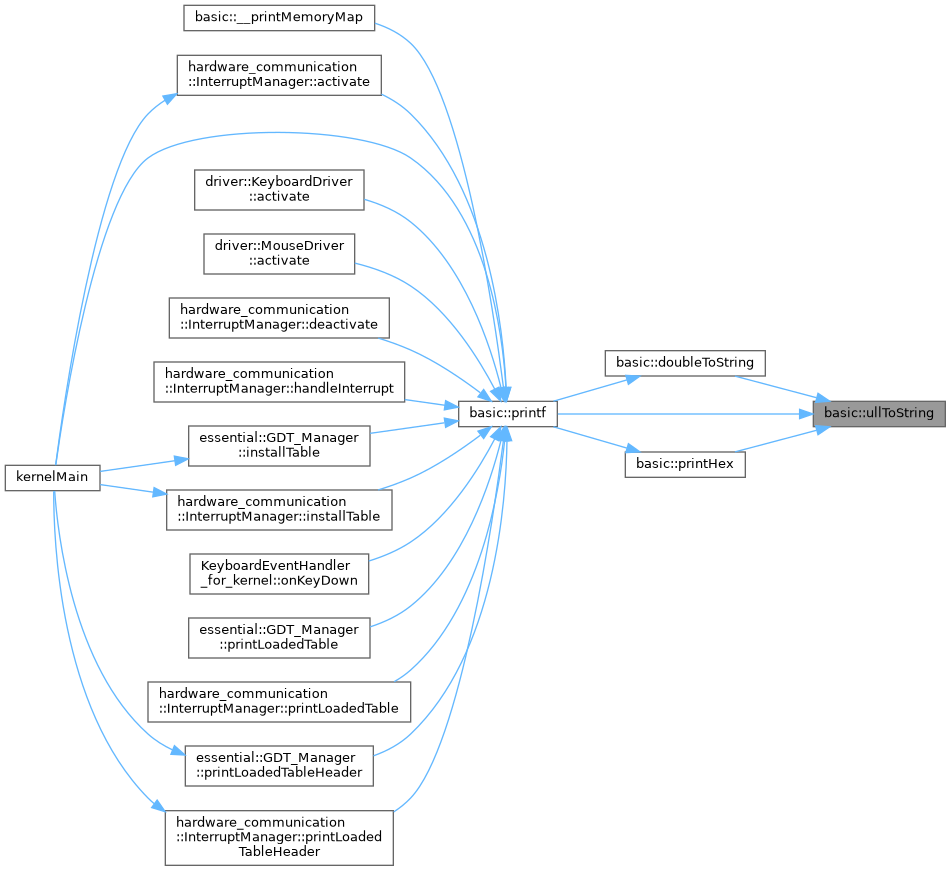 basic::__printMemoryMap
hardware_communication
::InterruptManager::activate
driver::KeyboardDriver
::activate
driver::MouseDriver
::activate
hardware_communication
::InterruptManager::deactivate
hardware_communication
::InterruptManager::handleInterrupt
essential::GDT_Manager
::installTable
hardware_communication
::InterruptManager::installTable
KeyboardEventHandler
_for_kernel::onKeyDown
essential::GDT_Manager
::printLoadedTable
hardware_communication
::InterruptManager::printLoadedTable
essential::GDT_Manager
::printLoadedTableHeader
hardware_communication
::InterruptManager::printLoaded
TableHeader
kernelMain
basic::printf
basic::doubleToString
basic::printHex
basic::ullToString